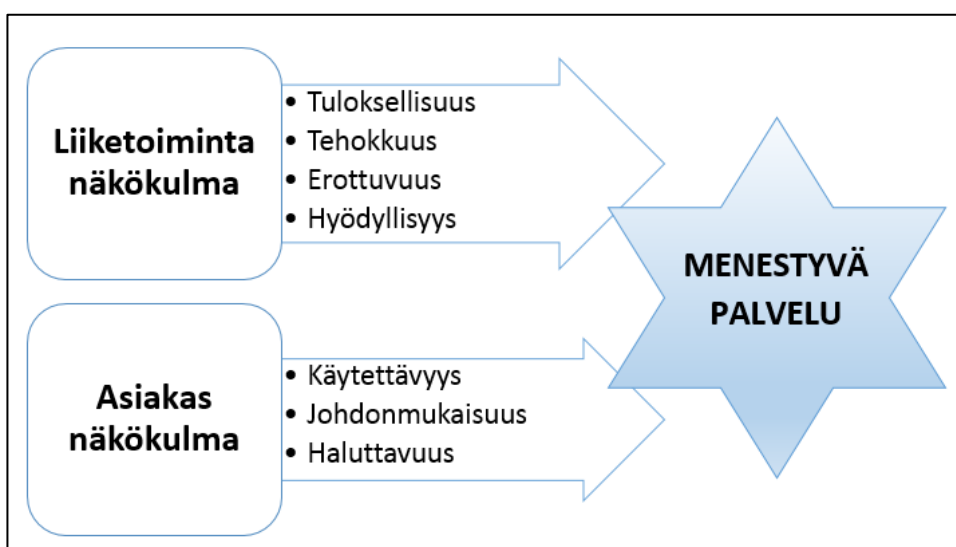 Liiketoiminta
näkökulma
• Tuloksellisuus
• Tehokkuus
• Erottuvuus
• Hyödyllisyys
Asiakas
näkökulma
• Käytettävyys
• Johdonmukaisuus
• Haluttavuus
MENESTYVÄ
PALVELU